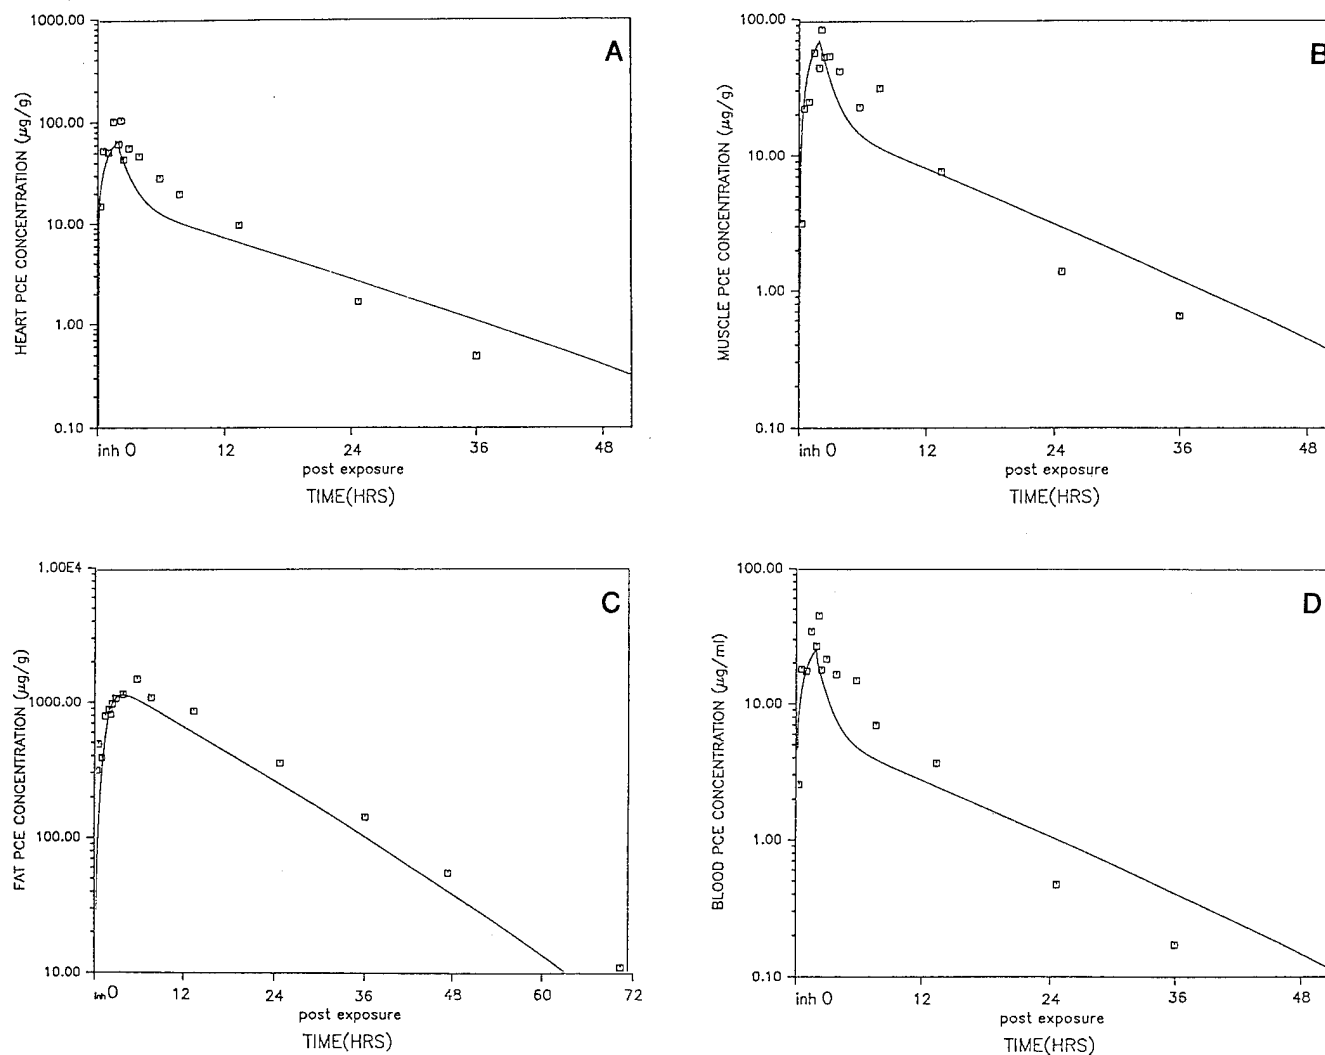 1000.00
A
100.00
10.00
1.00
0.10
HEART PCE CONCENTRATION (μg/g)
inh 0 12 24 36 48
post exposure
TIME(HRS)
100.00
B
10.00
1.00
0.10
MUSCLE PCE CONCENTRATION (μg/g)
inh 0 12 24 36 48
post exposure
TIME(HRS)
1.00E4
C
1000.00
100.00
10.00
FAT PCE CONCENTRATION (μg/g)
inh 0 12 24 36 48 60 72
post exposure
TIME(HRS)
100.00
D
10.00
1.00
0.10
BLOOD PCE CONCENTRATION (μg/ml)
inh 0 12 24 36 48
post exposure
TIME(HRS)